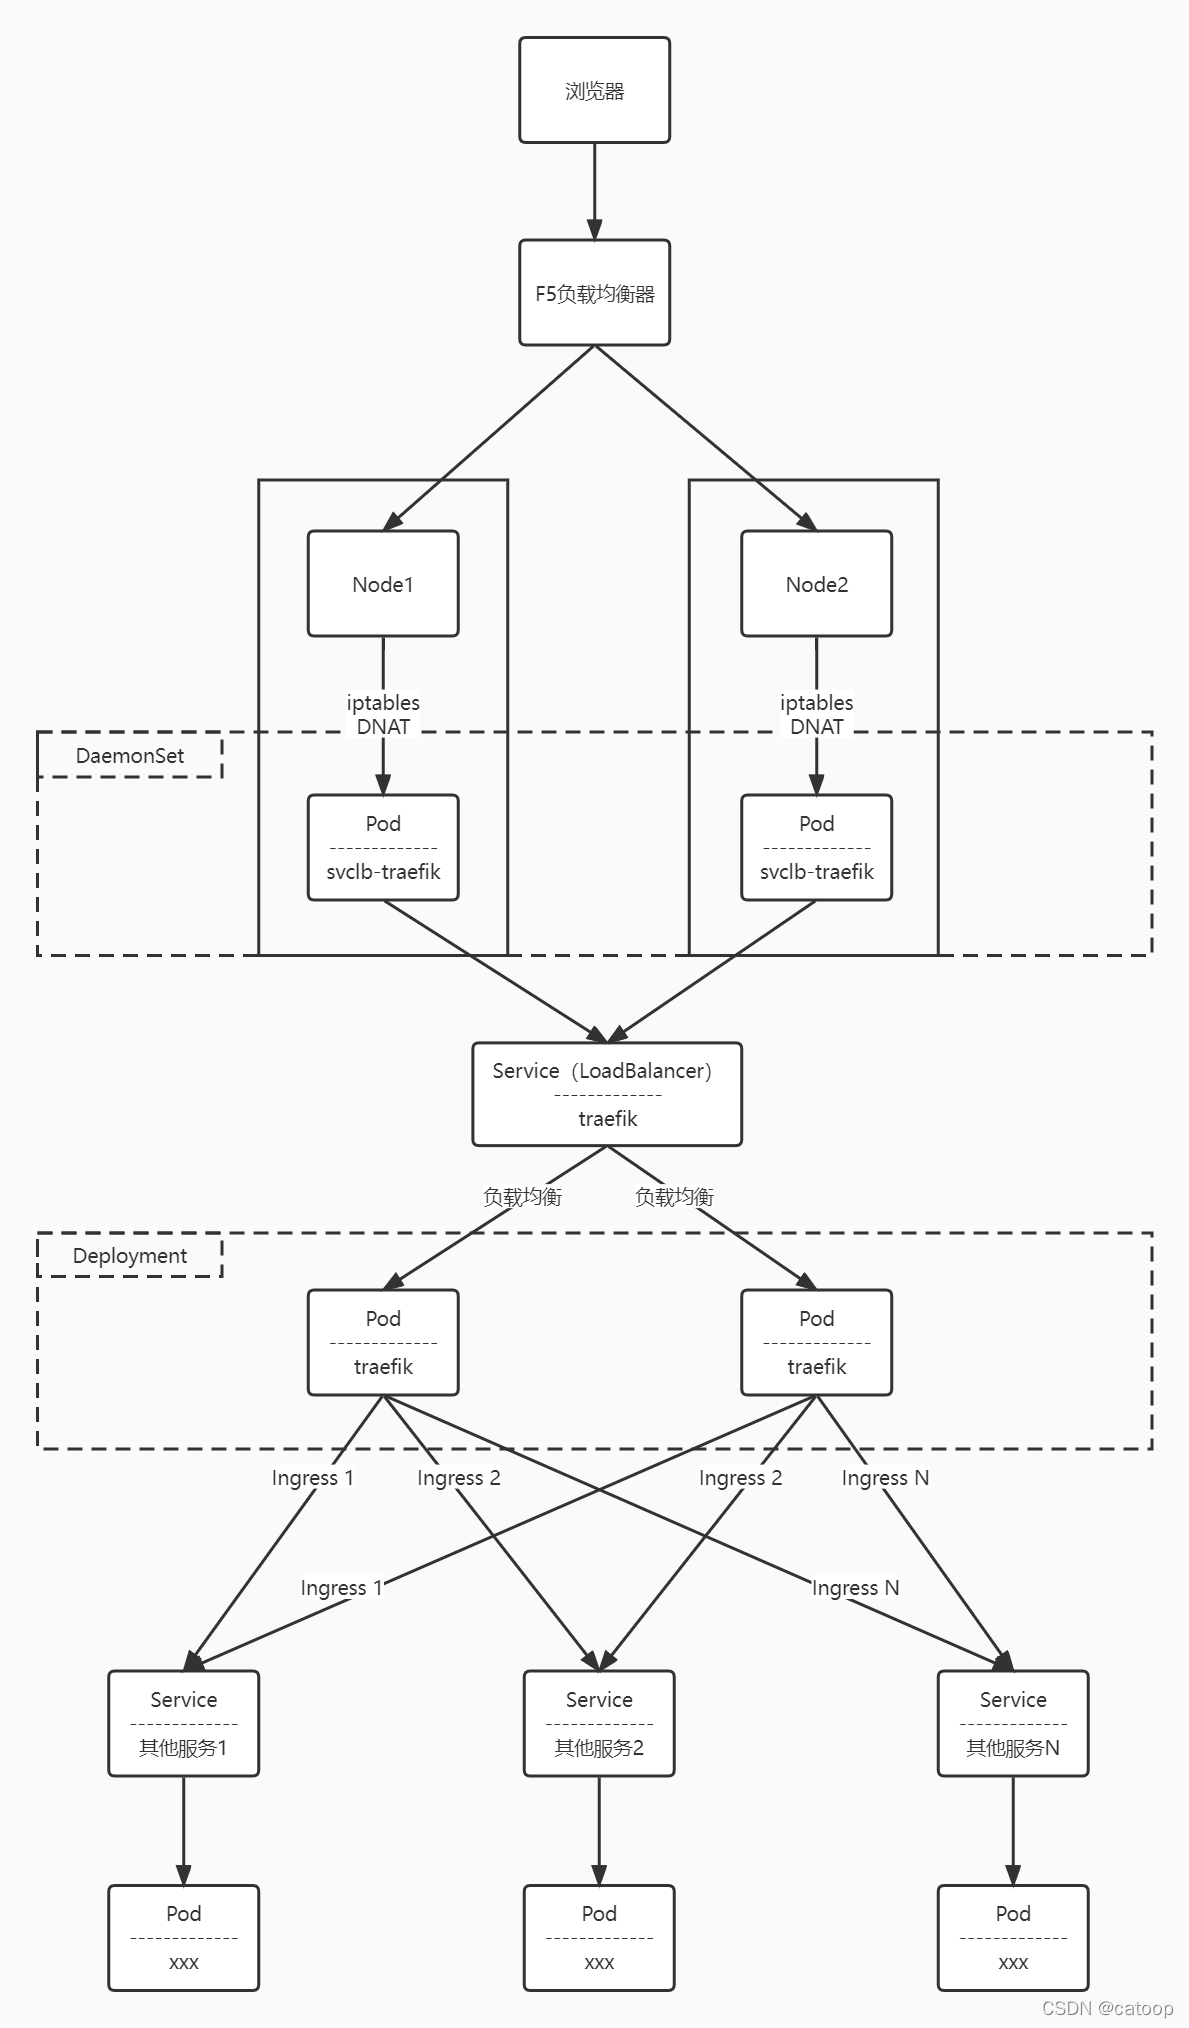 浏览器
F5负载均衡器
Node1
Node2
iptables
DNAT
iptables
DNAT
DaemonSet
Pod
-------------
svclb-traefik
Pod
-------------
svclb-traefik
Service（LoadBalancer）
-------------
traefik
负载均衡
负载均衡
Deployment
Pod
-------------
traefik
Pod
-------------
traefik
Ingress 1
Ingress 2
Ingress 2
Ingress N
Ingress 1
Ingress N
Service
-------------
其他服务1
Service
-------------
其他服务2
Service
-------------
其他服务N
Pod
-------------
xxx
Pod
-------------
xxx
Pod
-------------
xxx
CSDN @catoop